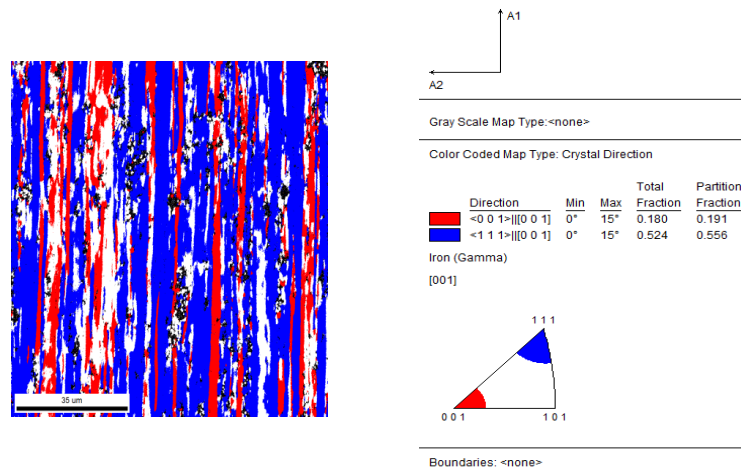 A1
A2
Gray Scale Map Type:<none>
Color Coded Map Type: Crystal Direction
Total Partition
Direction Min Max Fraction Fraction
<0 0 1>||[0 0 1] 0° 15° 0.180 0.191
<1 1 1>||[0 0 1] 0° 15° 0.524 0.556
Iron (Gamma)
[001]
1 1 1
0 0 1 1 0 1
35 um
Boundaries: <none>